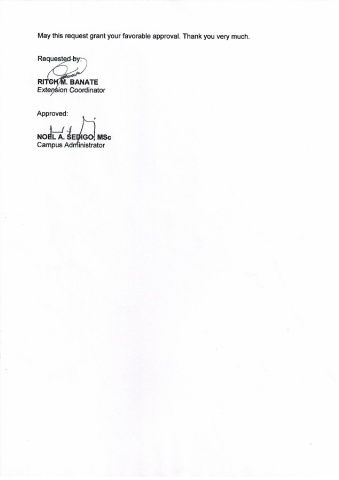 May this request grant your favorable approval. Thank you very much.
Requested by:
RITCH M. BANATE
Extension Coordinator
Approved:
NOEL A. SEDIGO, MSc
Campus Administrator